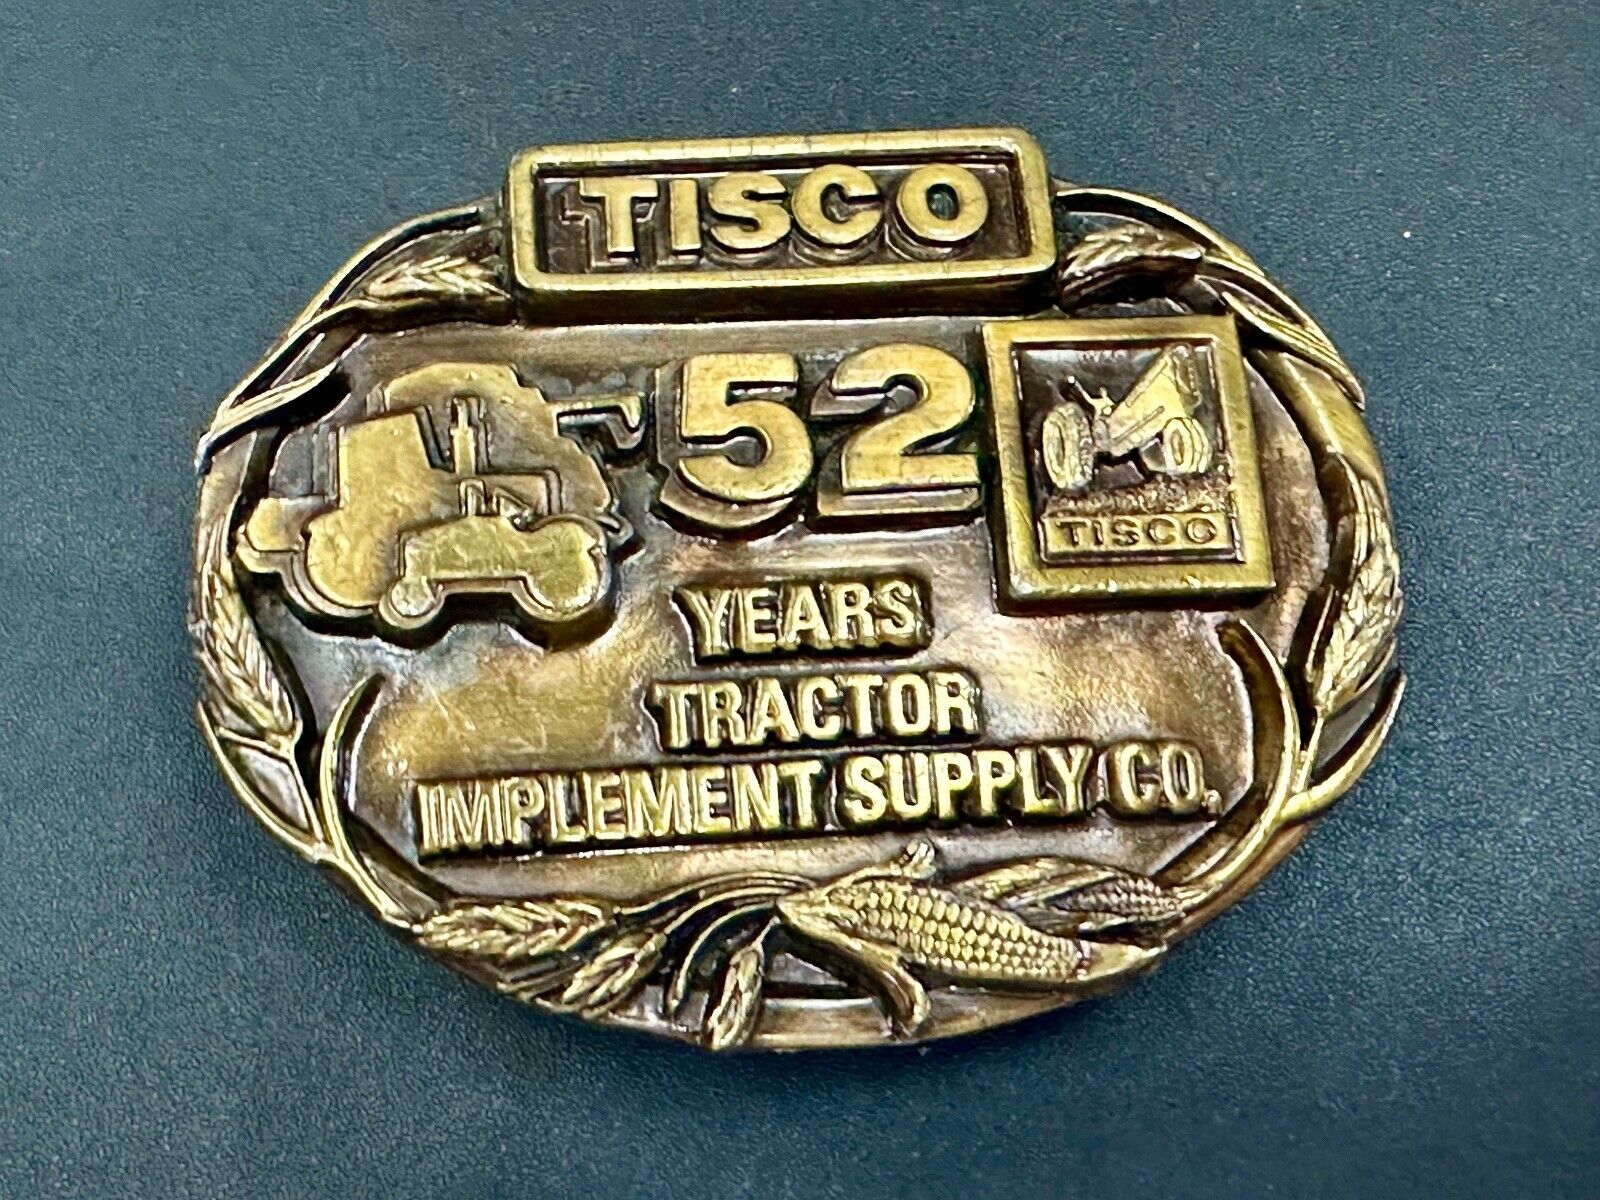 TISCO
52
TISCO
YEARS
TRACTOR
IMPLEMENT SUPPLY CO.